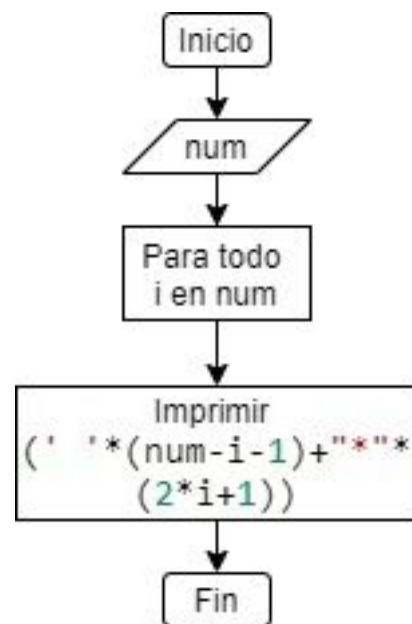 Inicio
num
Para todo
i en num
Imprimir
(' '*(num-i-1)+"*"*
(2*i+1))
Fin